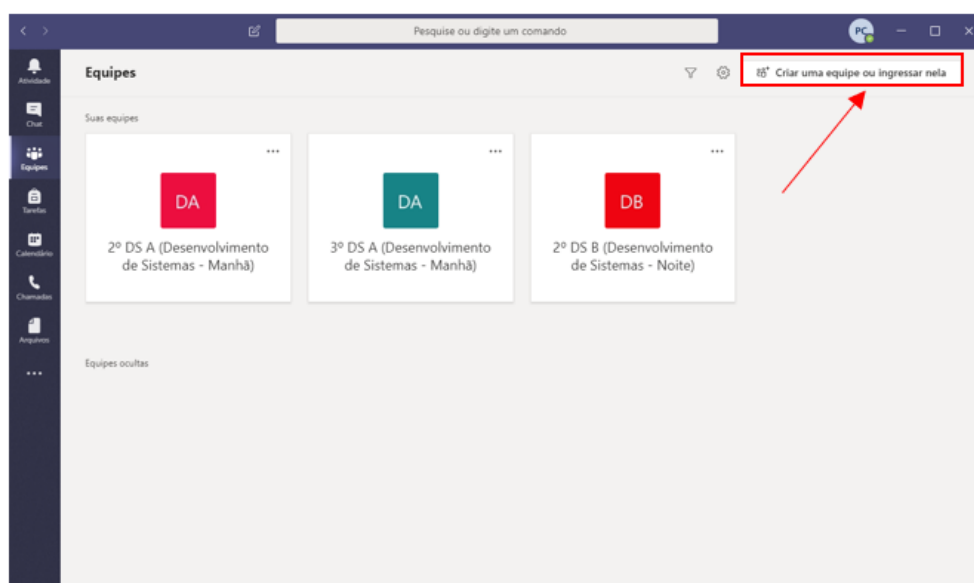 Pesquise ou digite um comando
PC
Atividade
Chat
Equipes
Tarefas
Calendário
Chamadas
Arquivos
Equipes
Criar uma equipe ou ingressar nela
Suas equipes
DA
2º DS A (Desenvolvimento
de Sistemas - Manhã)
DA
3º DS A (Desenvolvimento
de Sistemas - Manhã)
DB
2º DS B (Desenvolvimento
de Sistemas - Noite)
Equipes ocultas